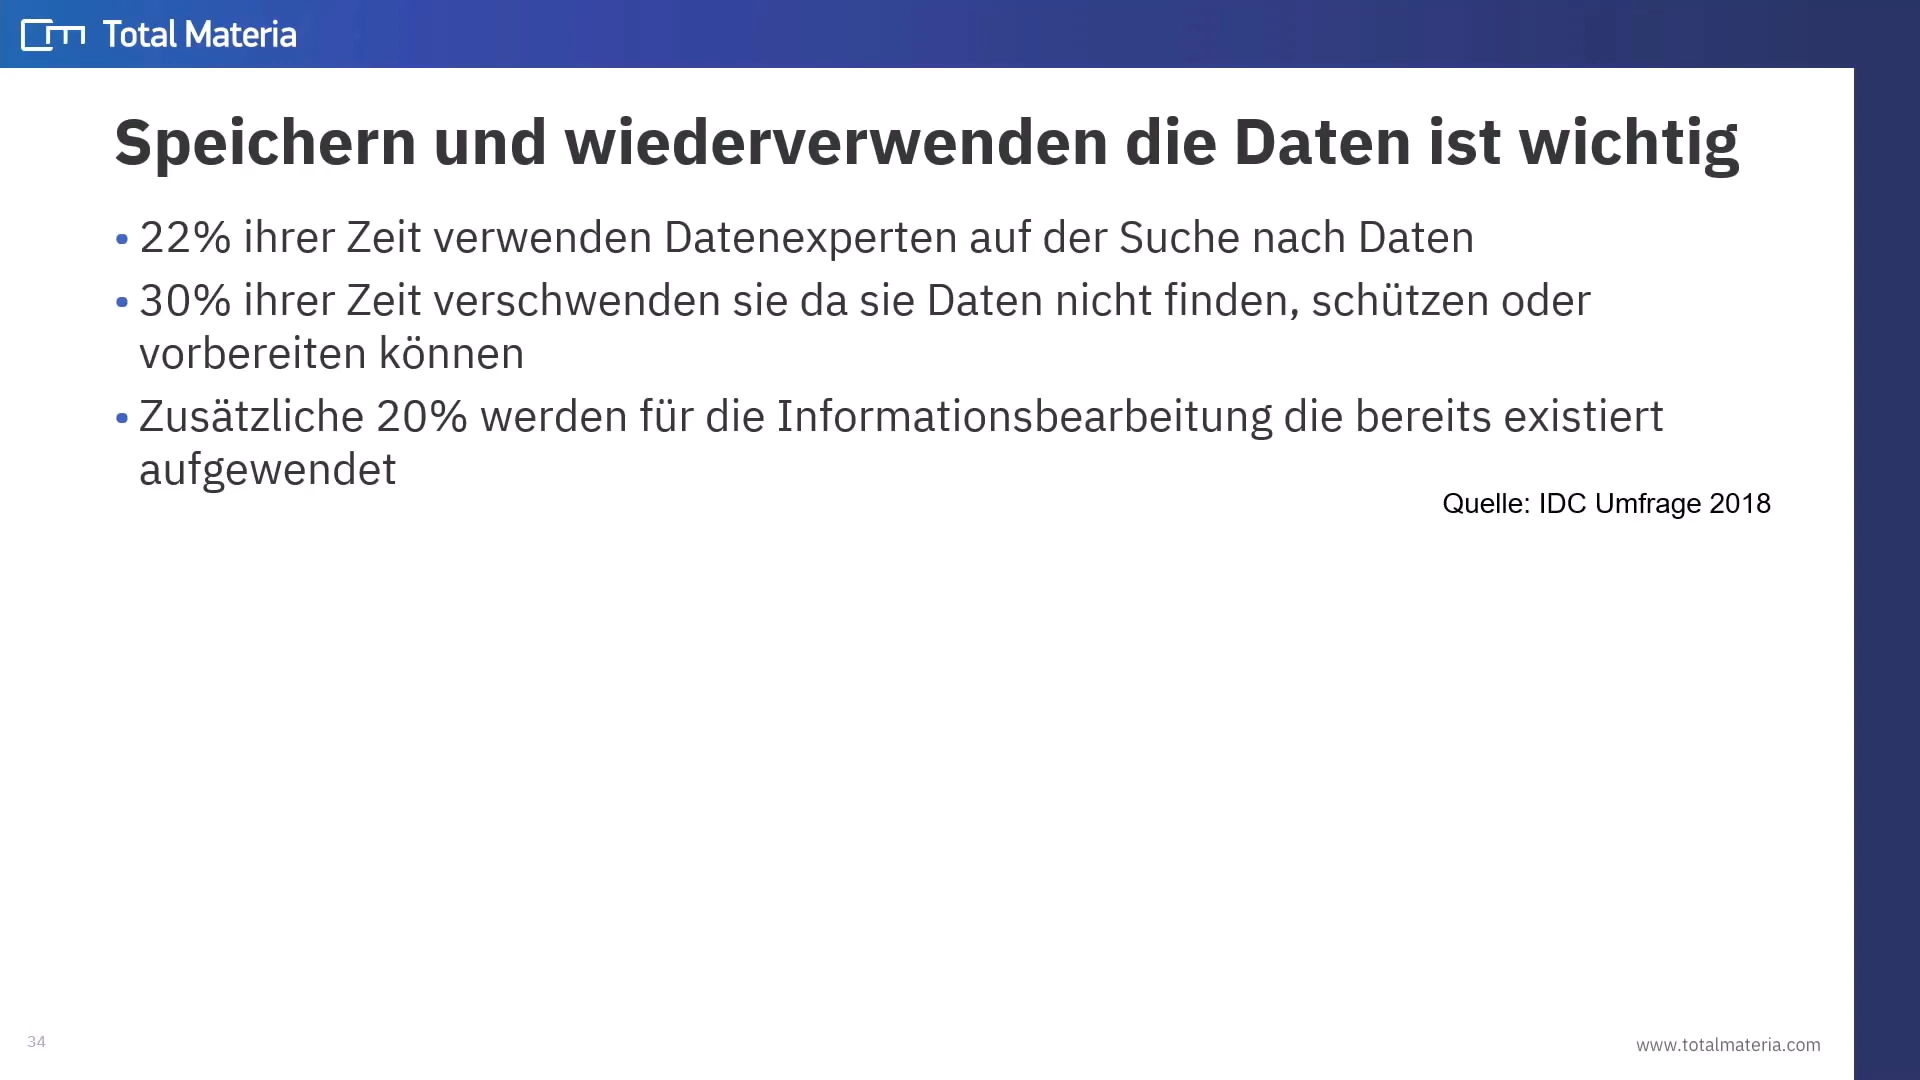 Total Materia
Speichern und wiederverwenden die Daten ist wichtig
• 22% ihrer Zeit verwenden Datenexperten auf der Suche nach Daten
• 30% ihrer Zeit verschwenden sie da sie Daten nicht finden, schützen oder
vorbereiten können
• Zusätzliche 20% werden für die Informationsbearbeitung die bereits existiert
aufgewendet
Quelle: IDC Umfrage 2018
34
www.totalmateria.com